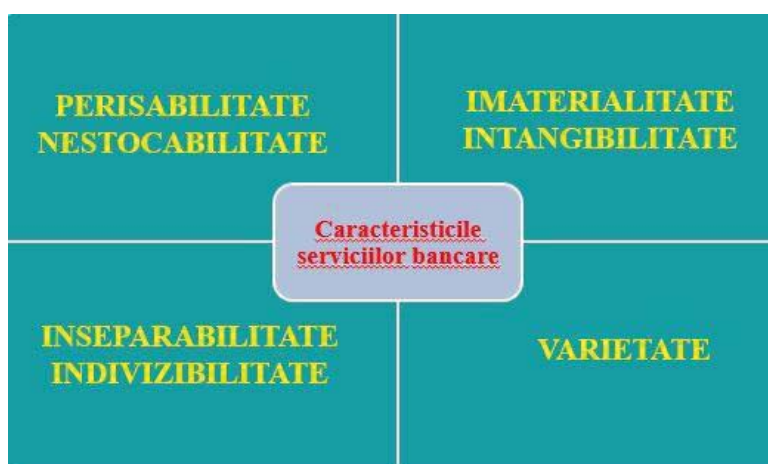 PERISABILITATE
NESTOCABILITATE
IMATERIALITATE
INTANGIBILITATE
Caracteristicile
serviciilor bancare
INSEPARABILITATE
INDIVIZIBILITATE
VARIETATE